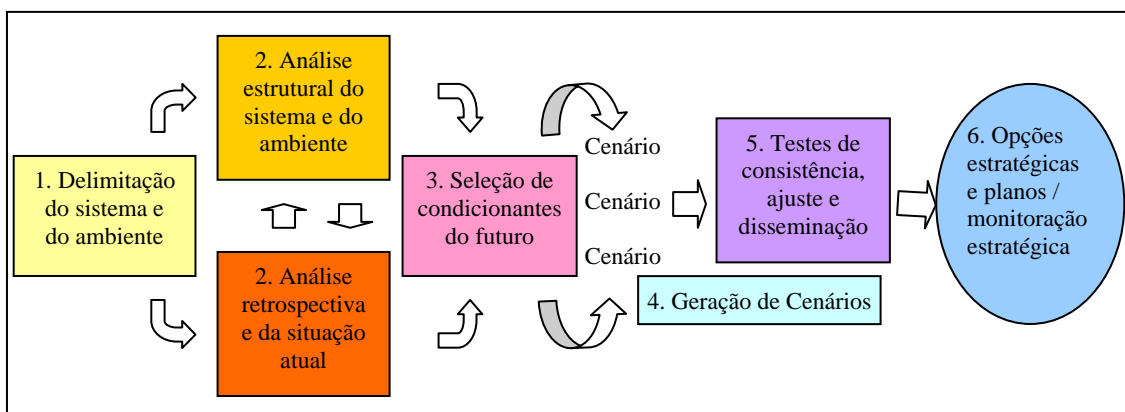 1. Delimitação
do sistema e
do ambiente
2. Análise
estrutural do
sistema e do
ambiente
2. Análise
retrospectiva
e da situação
atual
3. Seleção de
condicionantes
do futuro
Cenário
Cenário
Cenário
4. Geração de Cenários
5. Testes de
consistência,
ajuste e
disseminação
6. Opções
estratégicas
e planos /
monitoração
estratégica